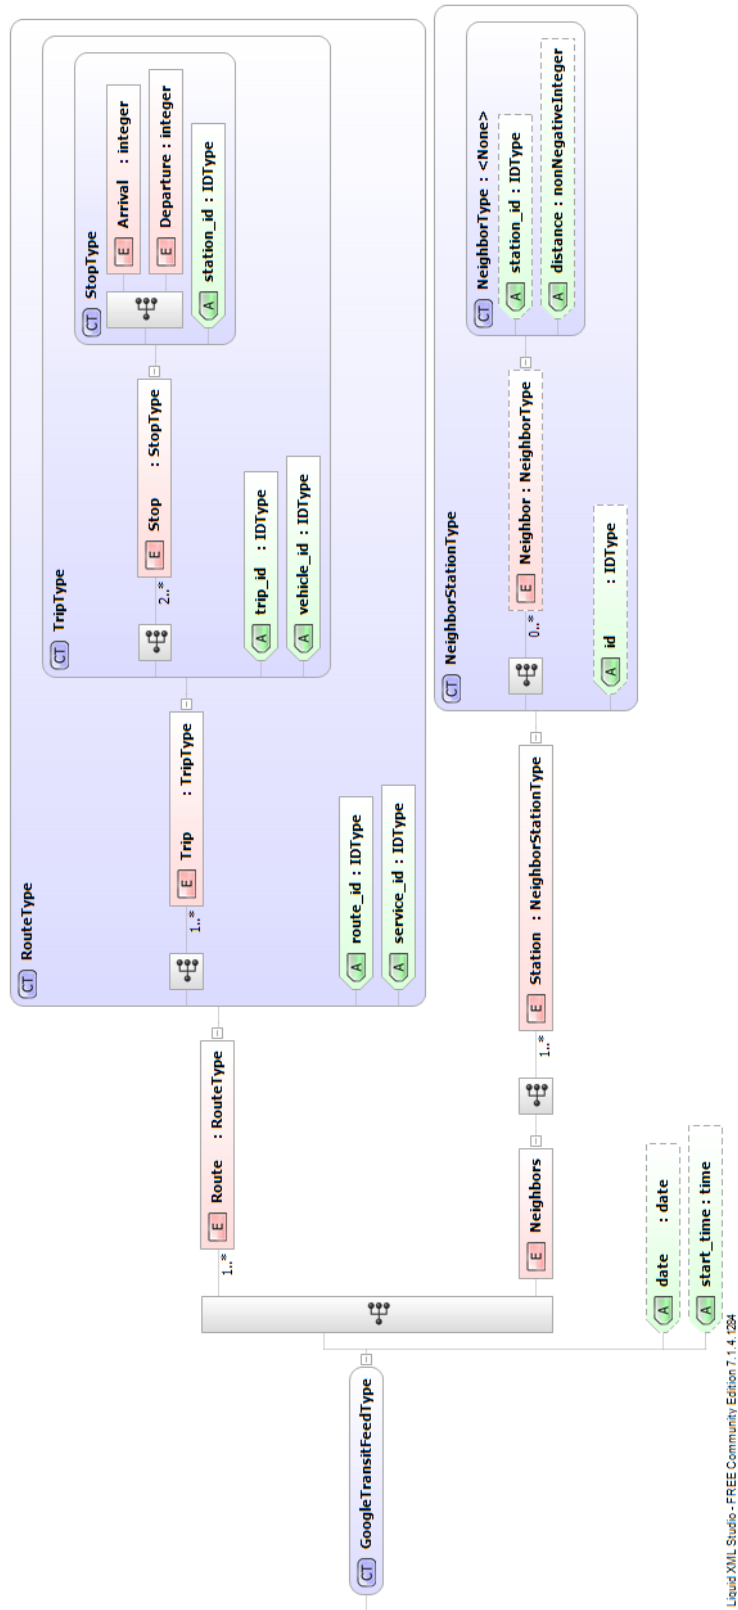 CT GoogleTransitFeedType
1..*
E Route : RouteType
CT RouteType
1..*
E Trip : TripType
CT TripType
2..*
E Stop : StopType
CT StopType
E Arrival : integer
E Departure : integer
A station_id : IDType
A trip_id : IDType
A vehicle_id : IDType
A route_id : IDType
A service_id : IDType
E Neighbors
1..*
E Station : NeighborStationType
CT NeighborStationType
0..*
E Neighbor : NeighborType
CT NeighborType : <None>
A station_id : IDType
A distance : nonNegativeInteger
A id : IDType
A date : date
A start_time : time
Liquid XML Studio - FREE Community Edition 7.1.4.1284